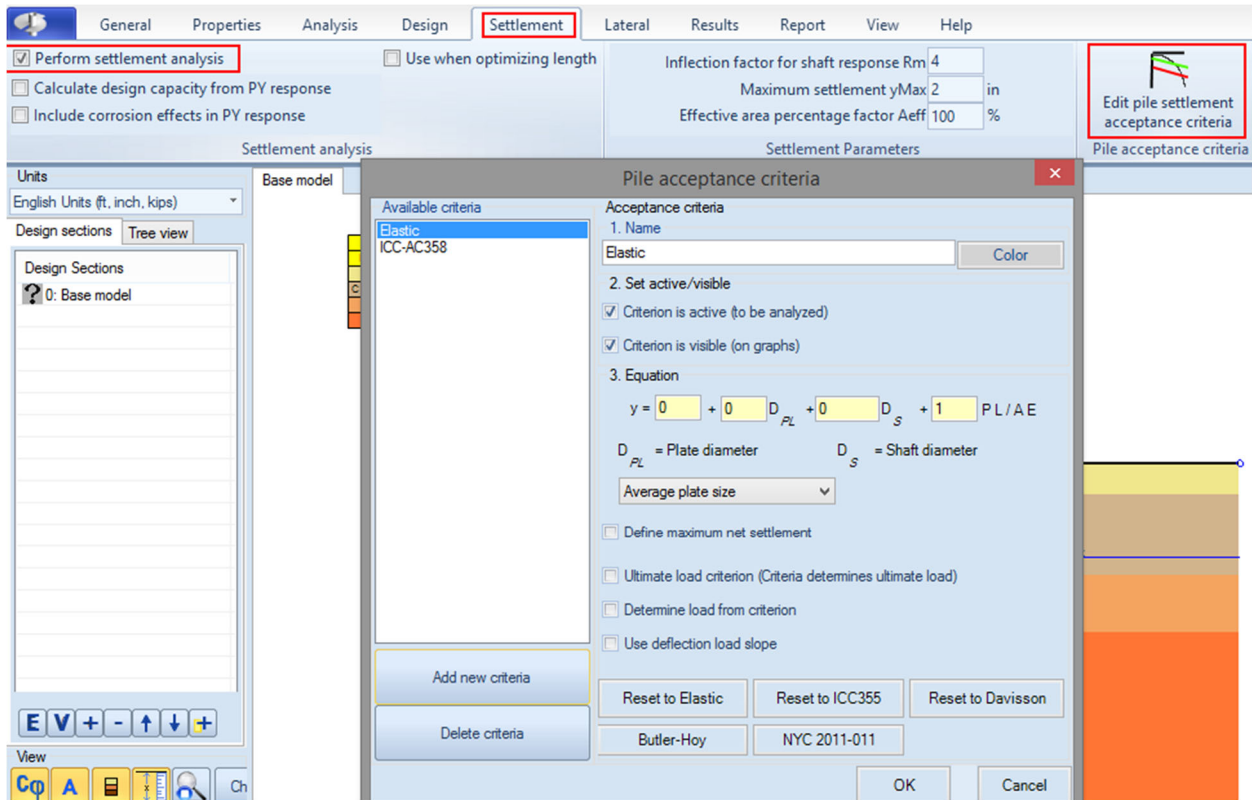 General Properties Analysis Design Settlement Lateral Results Report View Help
Perform settlement analysis
Use when optimizing length
Calculate design capacity from PY response
Include corrosion effects in PY response
Settlement analysis
Inflection factor for shaft response Rm 4
Maximum settlement yMax 2 in
Effective area percentage factor Aeff 100 %
Settlement Parameters
Edit pile settlement
acceptance criteria
Pile acceptance criteria
Units
English Units (ft, inch, kips)
Design sections Tree view
Design Sections
0: Base model
E V + - ↑ ↓ +
View
Cφ A
Ch
Base model
C
Pile acceptance criteria x
Available criteria
Elastic
ICC-AC358
Add new criteria
Delete criteria
Acceptance criteria
1. Name
Elastic Color
2. Set active/visible
Criterion is active (to be analyzed)
Criterion is visible (on graphs)
3. Equation
y = 0 + 0 D PL + 0 D S + 1 P L / A E
D PL = Plate diameter D S = Shaft diameter
Average plate size
Define maximum net settlement
Ultimate load criterion (Criteria determines ultimate load)
Determine load from criterion
Use deflection load slope
Reset to Elastic Reset to ICC355 Reset to Davisson
Butler-Hoy NYC 2011-011
OK Cancel